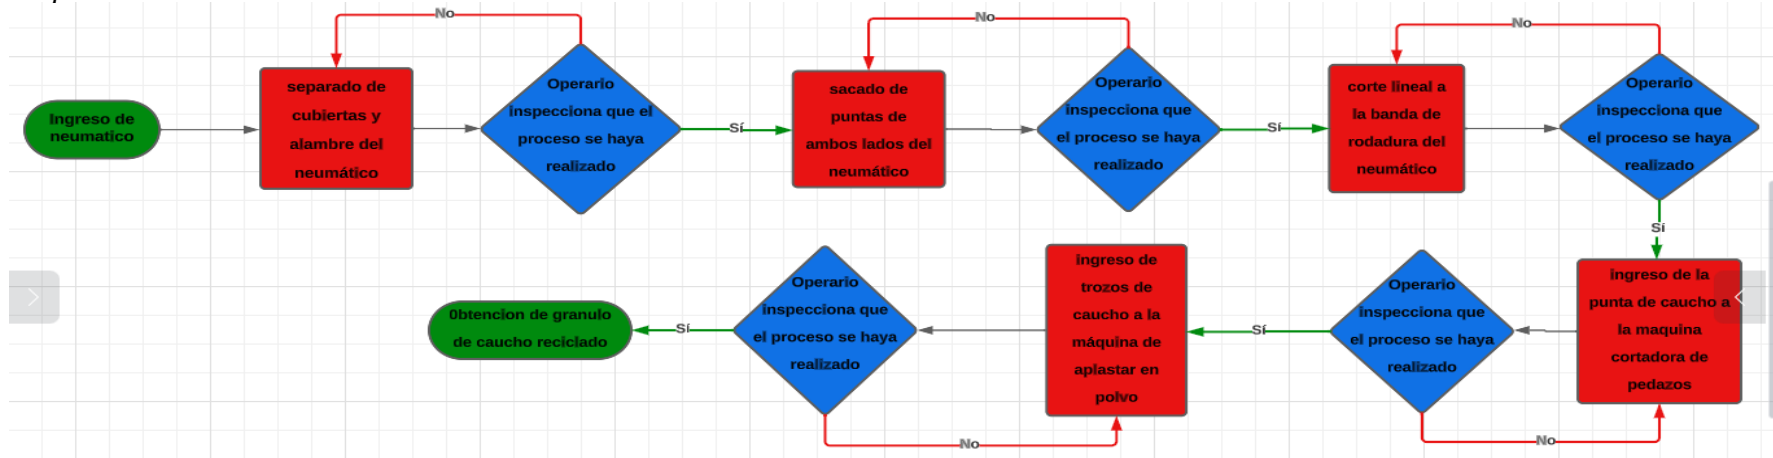 No
No
No
Ingreso de
neumatico
separado de
cubiertas y
alambre del
neumático
Operario
inspecciona que el
proceso se haya
realizado
Sí
sacado de
puntas de
ambos lados del
neumático
Operario
inspecciona que
el proceso se haya
realizado
Sí
corte lineal a
la banda de
rodadura del
neumático
Operario
inspecciona que
el proceso se haya
realizado
Sí
ingreso de la
punta de caucho a
la maquina
cortadora de
pedazos
No
Operario
inspecciona que
el proceso se haya
realizado
Sí
ingreso de
trozos de
caucho a la
máquina de
aplastar en
polvo
No
Operario
inspecciona que
el proceso se haya
realizado
Sí
Obtencion de granulo
de caucho reciclado